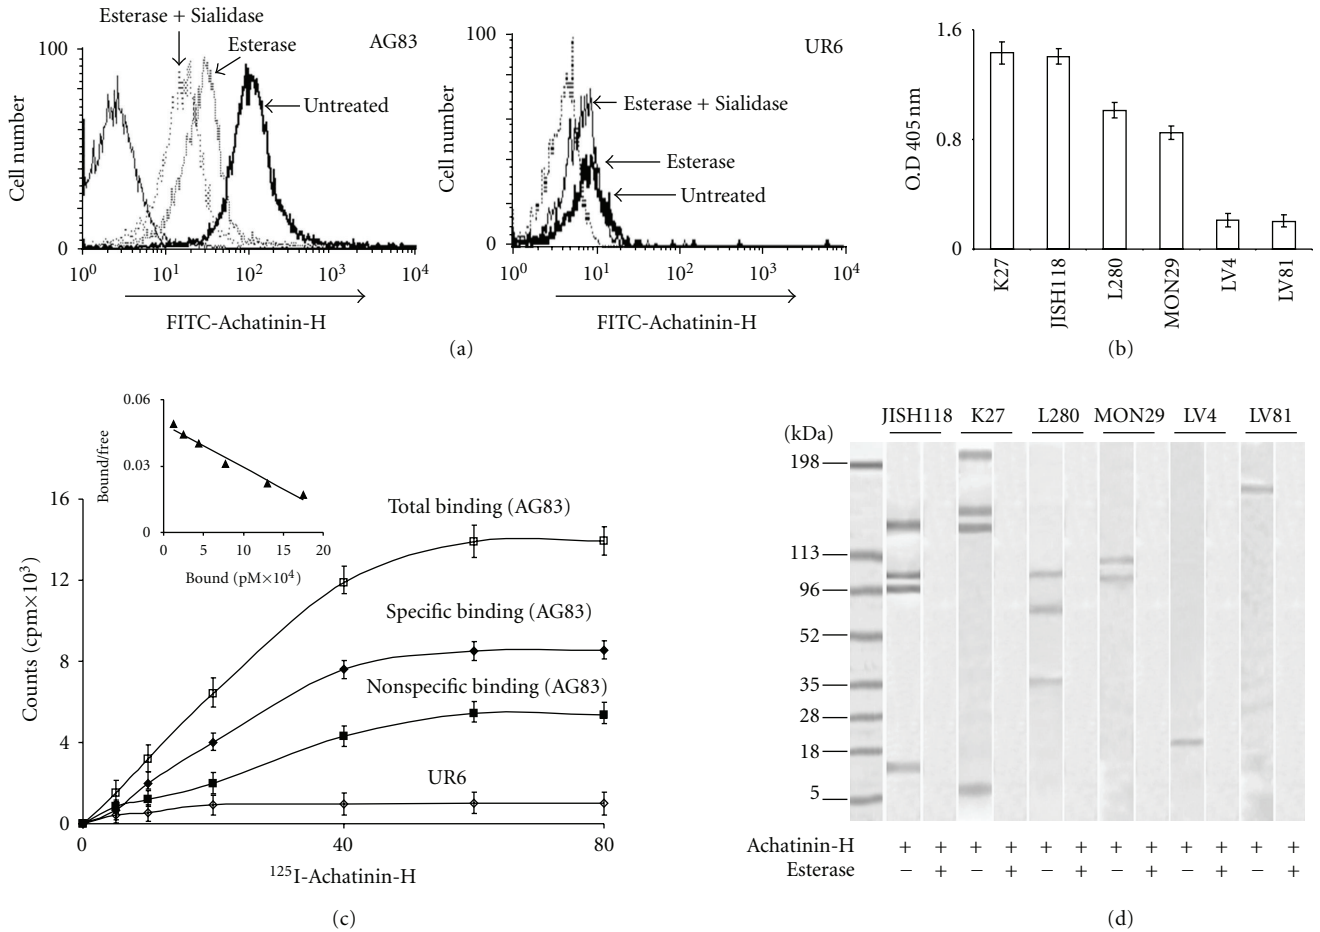 Esterase + Sialidase
Esterase
AG83
Untreated
100
0
Cell number
10^0 10^1 10^2 10^3 10^4
FITC-Achatinin-H
UR6
Esterase + Sialidase
Esterase
Untreated
100
0
Cell number
10^0 10^1 10^2 10^3 10^4
FITC-Achatinin-H
(a)
1.6
0.8
0
O.D 405 nm
K27 JISH118 L280 MON29 LV4 LV81
(b)
0.06
0.03
0
Bound/free
0 5 10 15 20
Bound (pM×10^4)
16
12
8
4
0
Counts (cpm×10^3)
Total binding (AG83)
Specific binding (AG83)
Nonspecific binding (AG83)
UR6
0 40 80
^125I-Achatinin-H
(c)
JISH118 K27 L280 MON29 LV4 LV81
(kDa)
198
113
96
52
35
28
18
5
Achatinin-H + + + + + + + + + + + +
Esterase − + − + − + − + − + − +
(d)